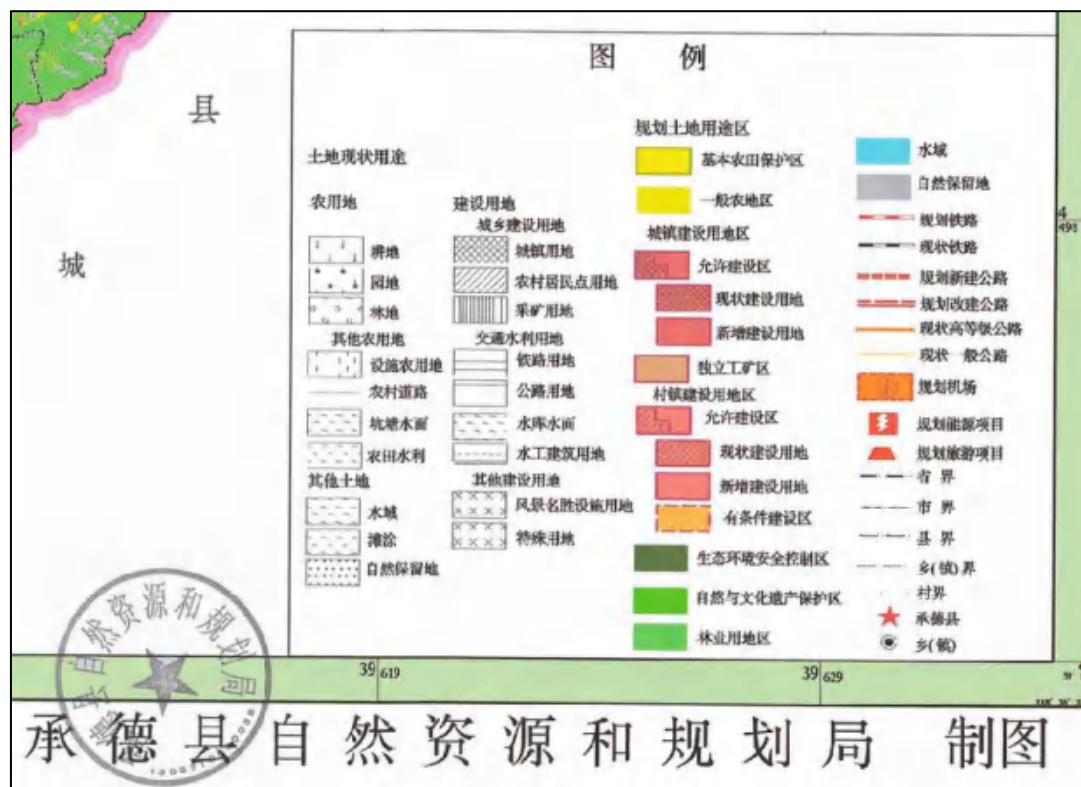 图 例
县
城
土地现状用途
农用地
耕地
园地
林地
其他农用地
设施农用地
农村道路
坑塘水面
农田水利
其他土地
水域
滩涂
自然保留地
建设用地
城乡建设用地
城镇用地
农村居民点用地
采矿用地
交通水利用地
铁路用地
公路用地
水库水面
水工建筑用地
其他建设用地
风景名胜设施用地
特殊用地
规划土地用途区
基本农田保护区
一般农地区
城镇建设用地区
允许建设区
现状建设用地
新增建设用地
独立工矿区
村镇建设用地区
允许建设区
现状建设用地
新增建设用地
有条件建设区
生态环境安全控制区
自然与文化遗产保护区
林业用地区
水域
自然保留地
规划铁路
现状铁路
规划新建公路
规划改建公路
现状高等级公路
现状一般公路
规划机场
规划能源项目
规划旅游项目
省 界
市 界
县 界
乡(镇)界
村界
承德县
乡(镇)
4
491
39 619
39 629
县自然资源和规划局
承德县自然资源和规划局 制图